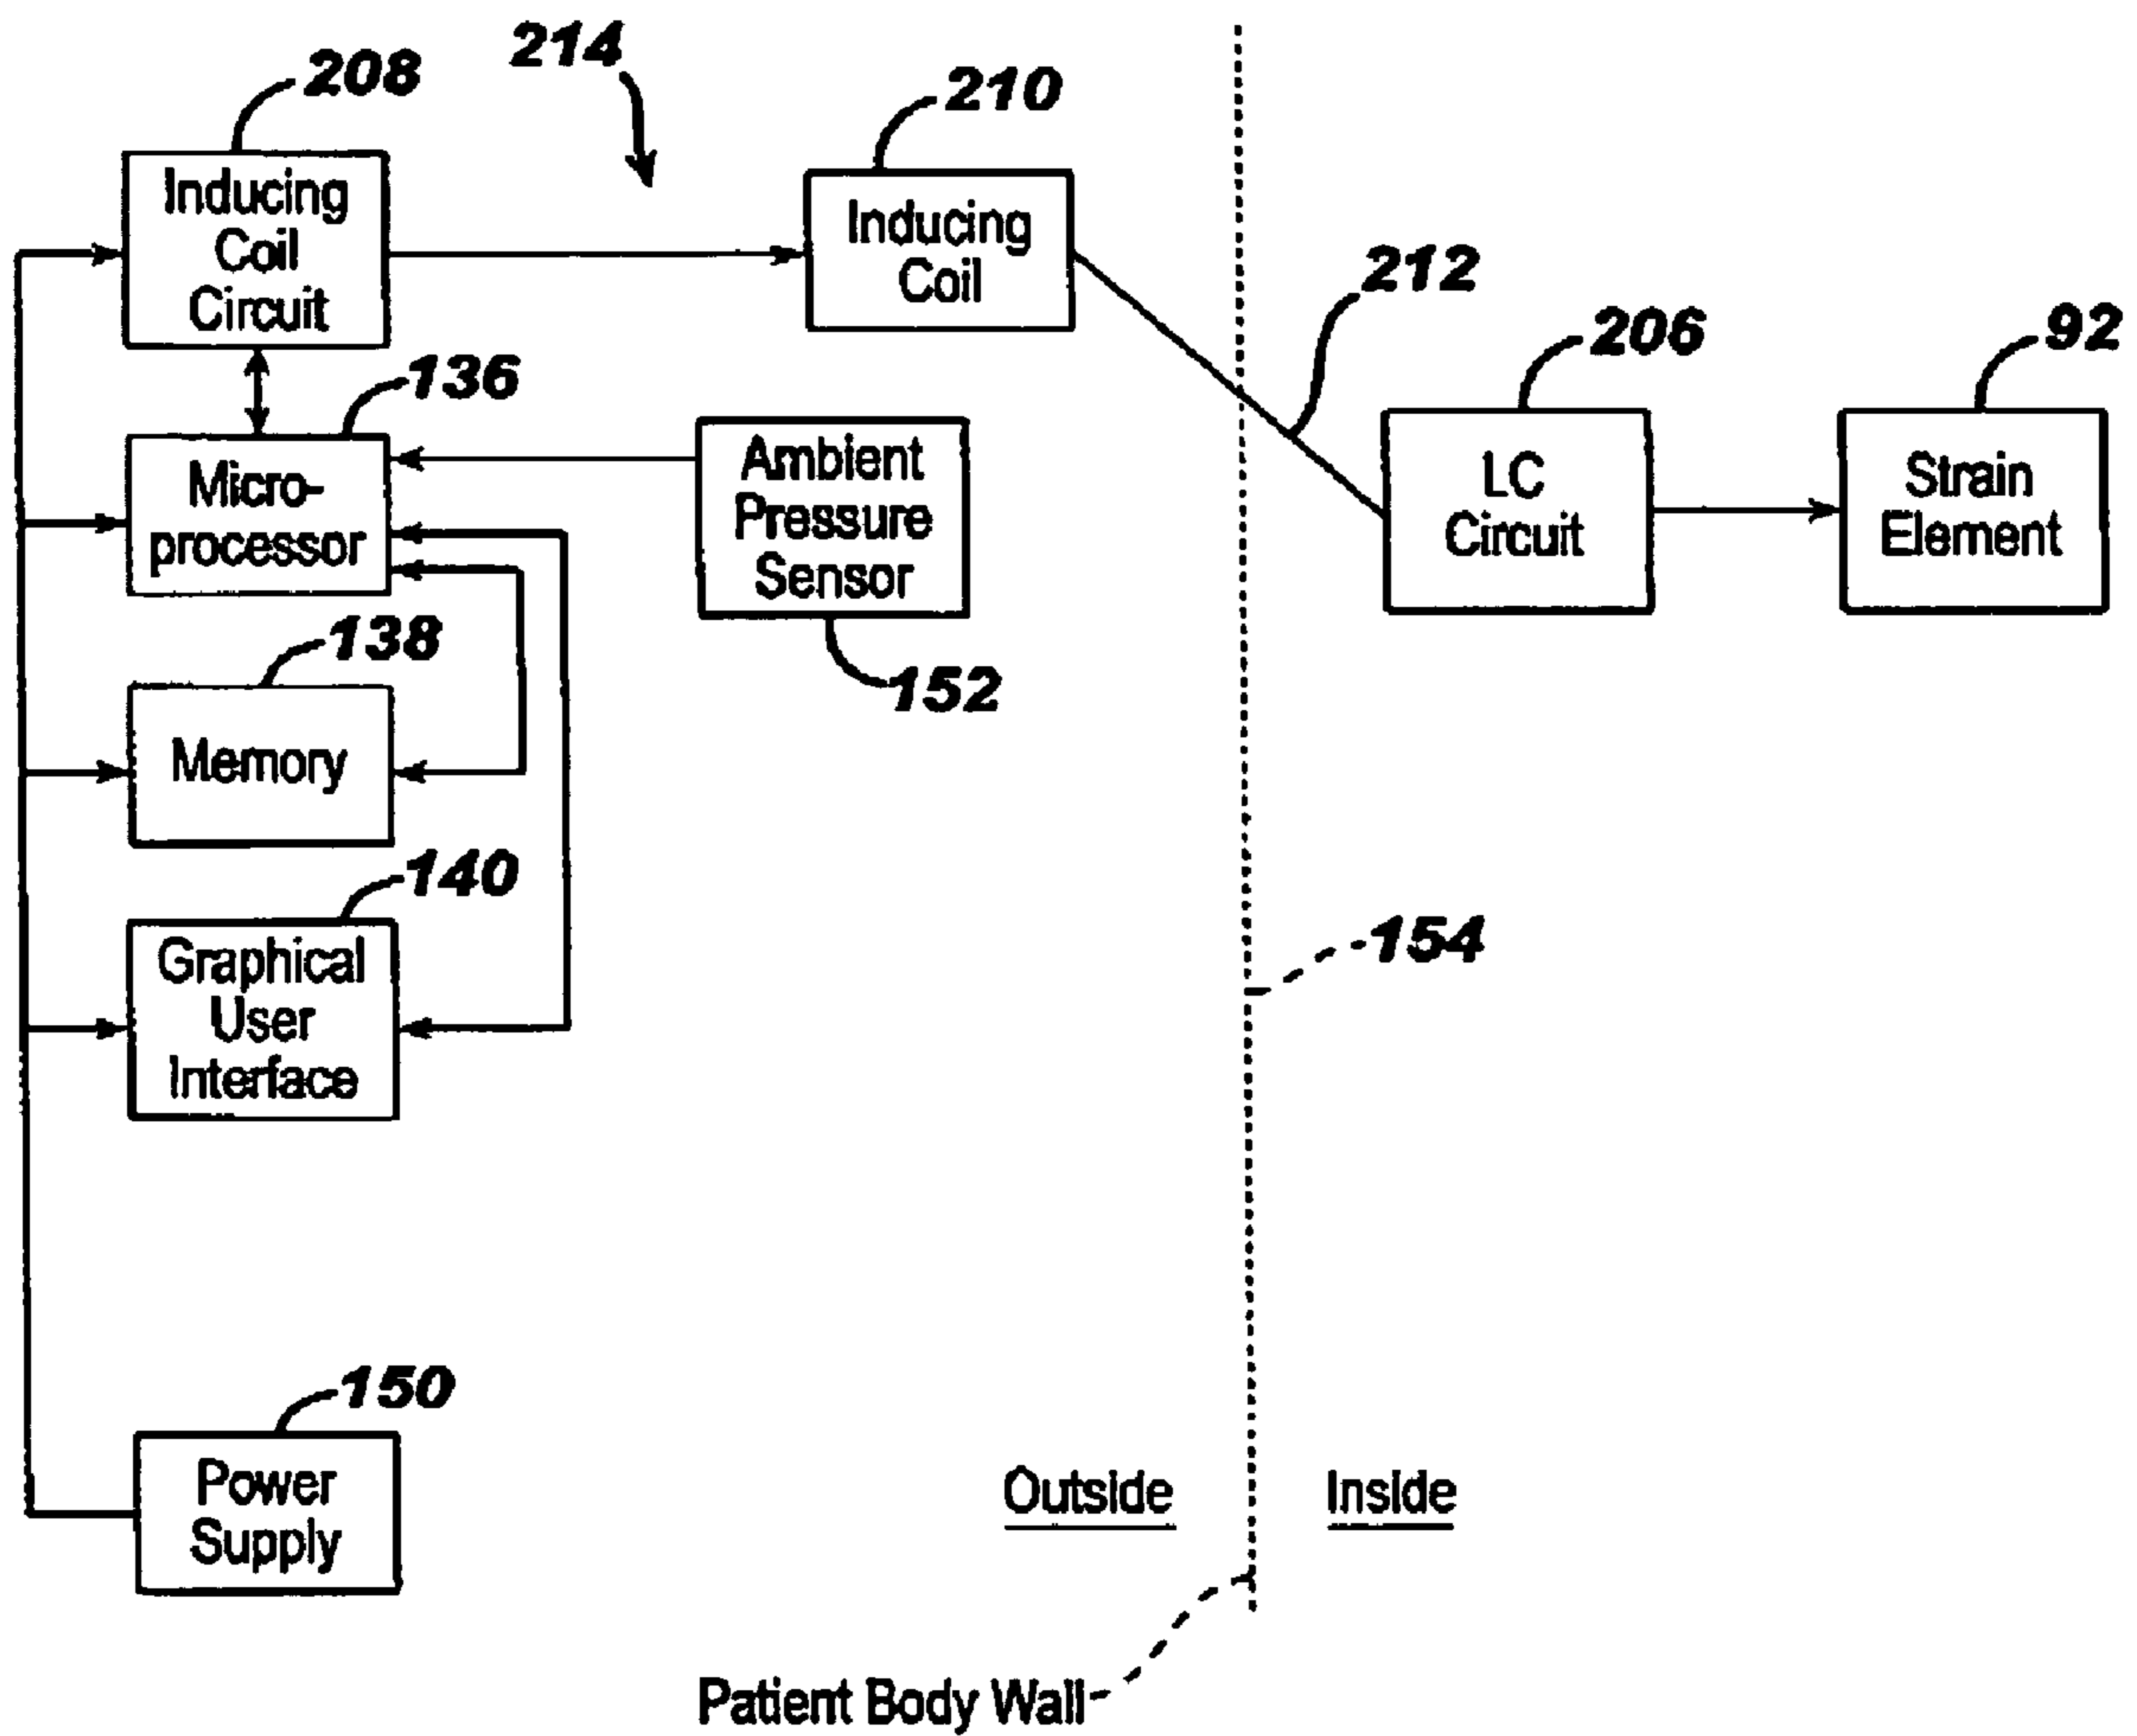 214
208
210
Inducing
Coil
Circuit
Inducing
Coil
212
206
92
136
Micro-
processor
Ambient
Pressure
Sensor
LC
Circuit
Strain
Element
138
152
Memory
140
154
Graphical
User
Interface
150
Power
Supply
Outside
Inside
Patient Body Wall